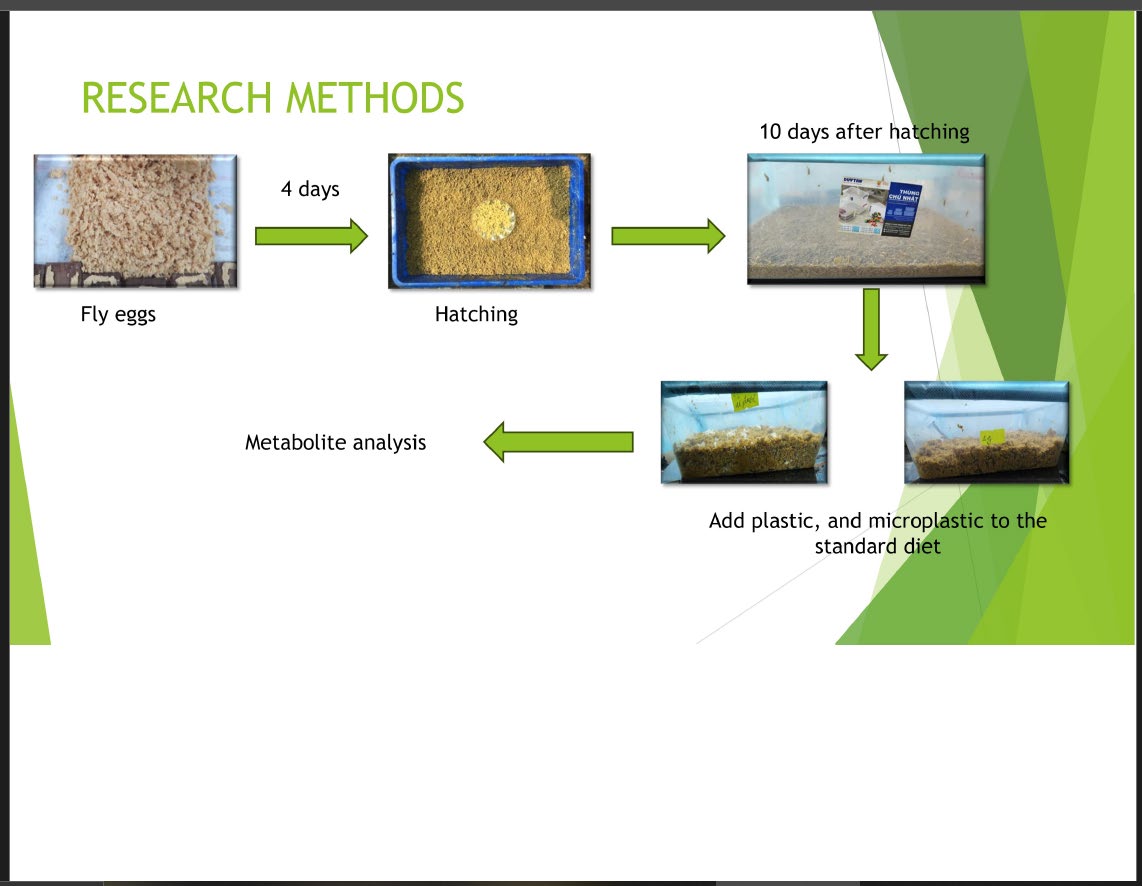 RESEARCH METHODS
10 days after hatching
4 days
DUYTAN
THÙNG
CHỮ NHẬT
Fly eggs
Hatching
Metabolite analysis
Add plastic, and microplastic to the
standard diet